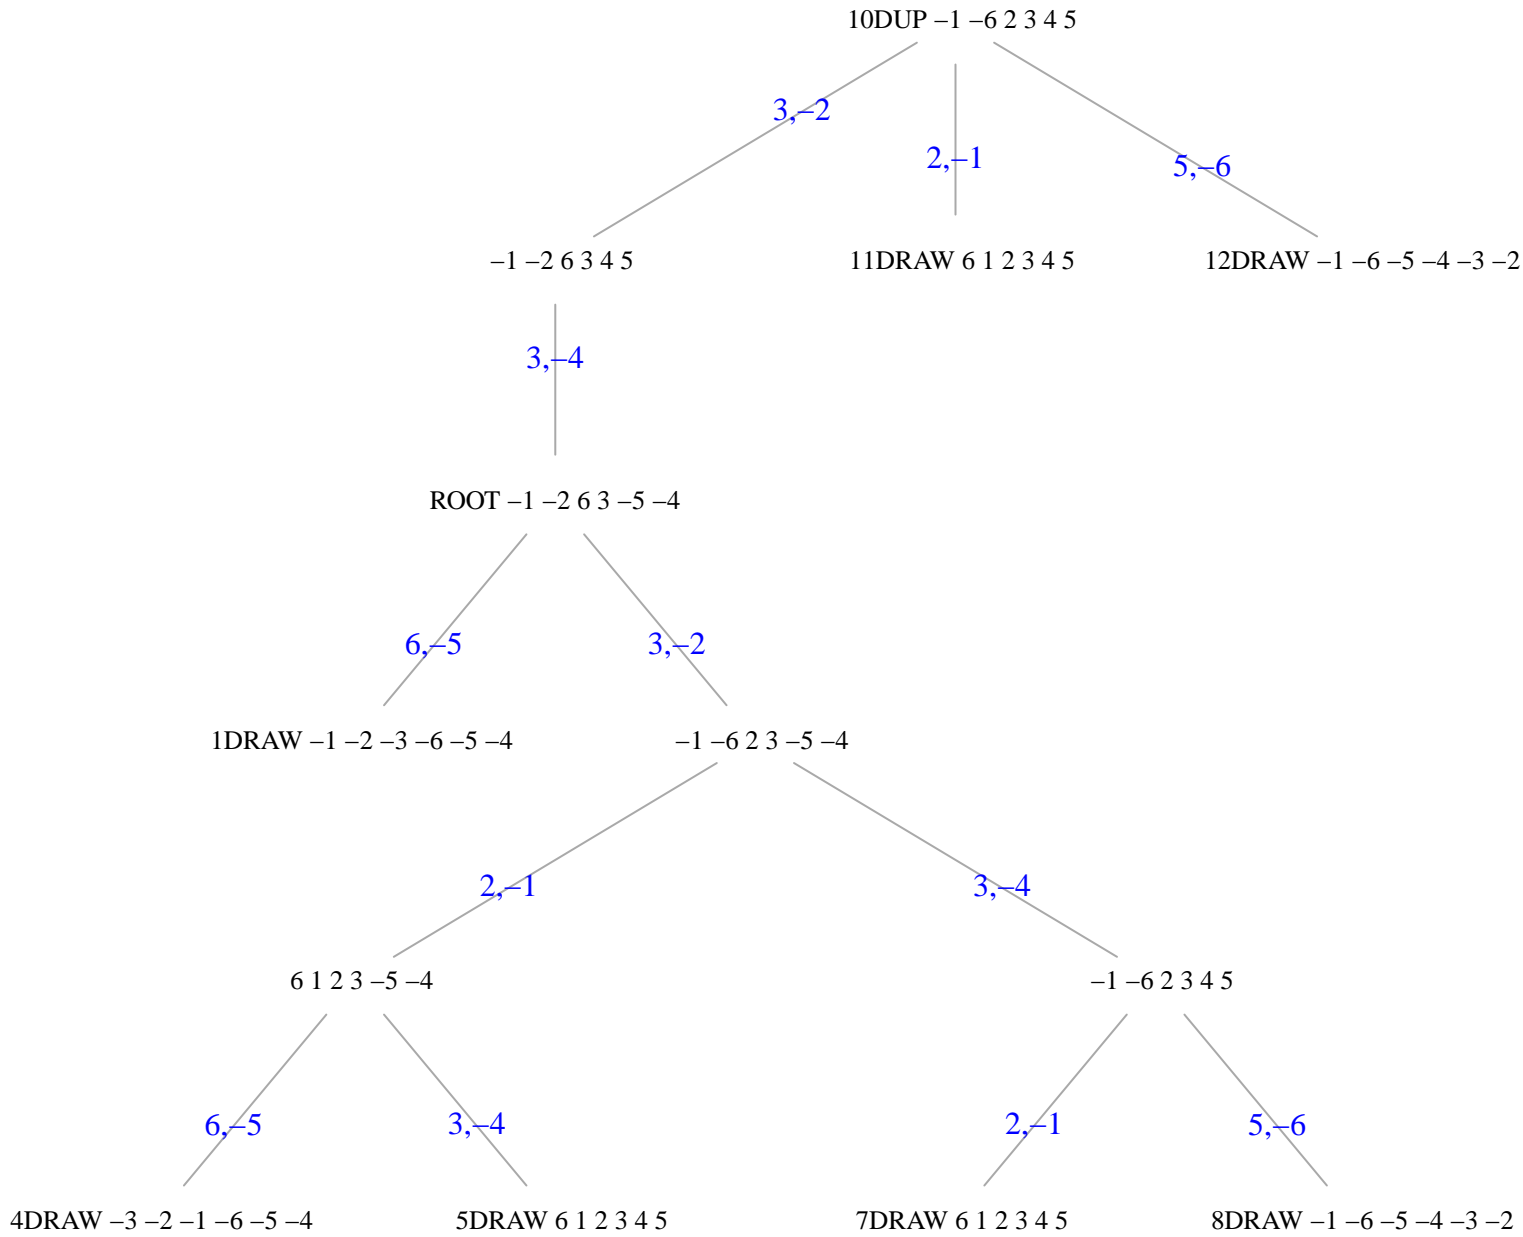 10DUP –1 –6 2 3 4 5
3,–2
2,–1
5,–6
–1 –2 6 3 4 5
11DRAW 6 1 2 3 4 5
12DRAW –1 –6 –5 –4 –3 –2
3,–4
ROOT –1 –2 6 3 –5 –4
6,–5
3,–2
1DRAW –1 –2 –3 –6 –5 –4
–1 –6 2 3 –5 –4
2,–1
3,–4
6 1 2 3 –5 –4
–1 –6 2 3 4 5
6,–5
3,–4
2,–1
5,–6
4DRAW –3 –2 –1 –6 –5 –4
5DRAW 6 1 2 3 4 5
7DRAW 6 1 2 3 4 5
8DRAW –1 –6 –5 –4 –3 –2